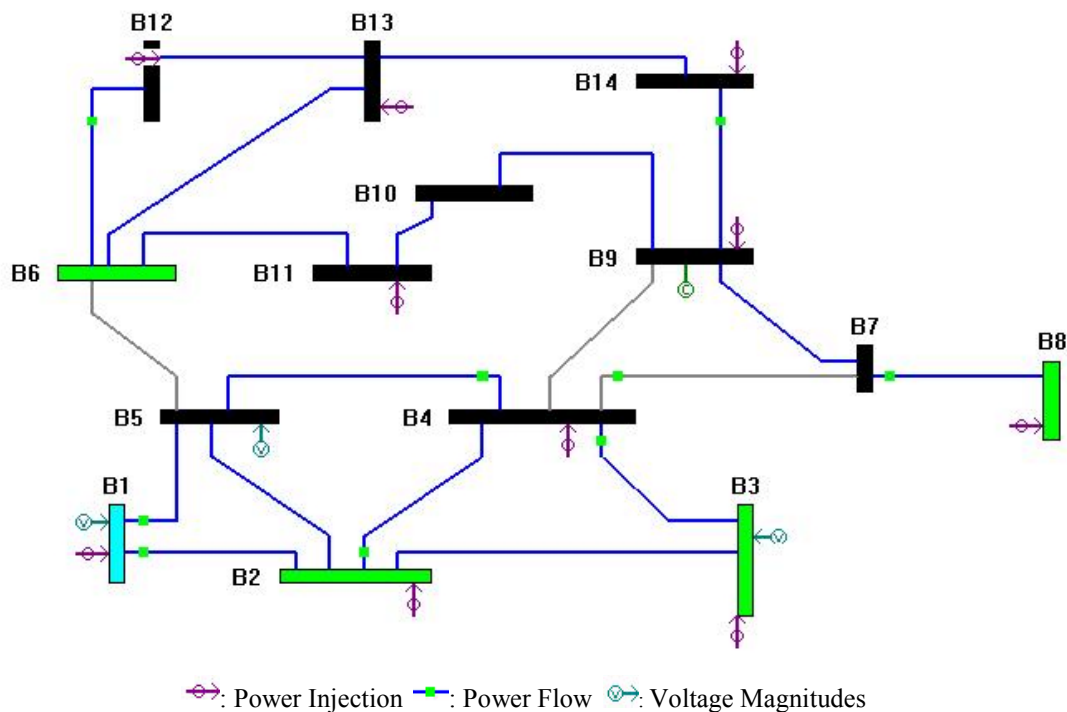 B12
B13
B14
B10
B9
B6
B11
B7
B8
C
B5
B4
V
B1
B3
V
V
B2
: Power Injection : Power Flow V : Voltage Magnitudes